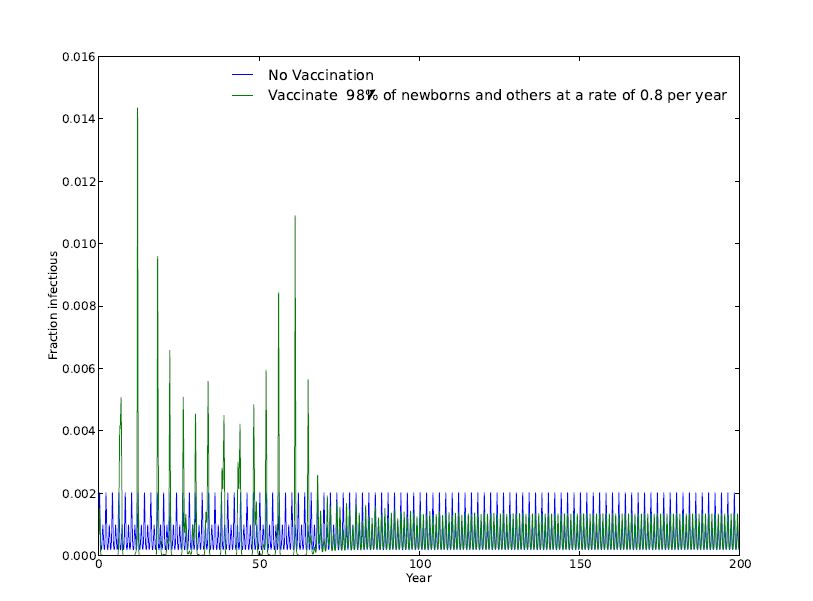 0.016
No Vaccination
Vaccinate 98% of newborns and others at a rate of 0.8 per year
0.014
0.012
0.010
0.008
0.006
0.004
0.002
0.000
Fraction infectious
0 50 100 150 200
Year